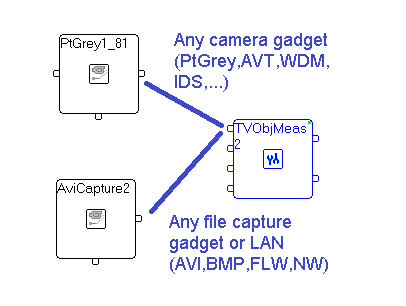 PtGrey1_81
Any camera gadget
(PtGrey,AVT,WDM,
IDS,...)
TVObjMeas
2
AviCapture2
Any file capture
gadget or LAN
(AVI,BMP,FLW,NW)